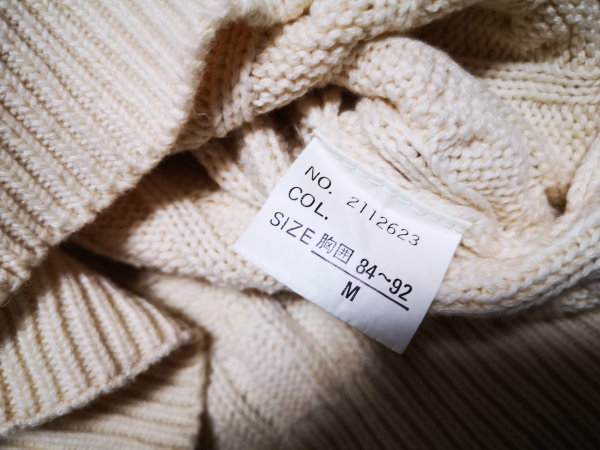 NO. 2112623
COL.
SIZE 胸囲 84~92
M